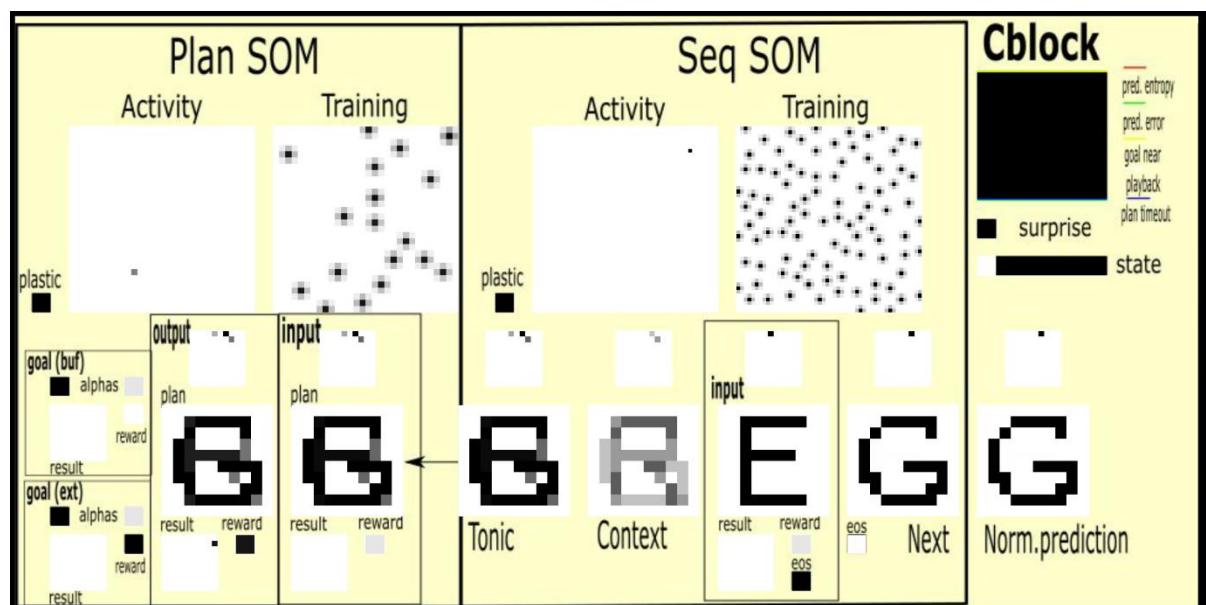 Plan SOM
Activity
Training
plastic
output
input
goal (buf)
alphas
reward
result
plan
plan
goal (ext)
alphas
reward
result
result
reward
result
reward
Seq SOM
Activity
Training
plastic
Tonic
Context
input
E
result
reward
eos
G
eos
Next
Cblock
pred. entropy
pred. error
goal near
playback
plan timeout
surprise
state
G
Norm.prediction